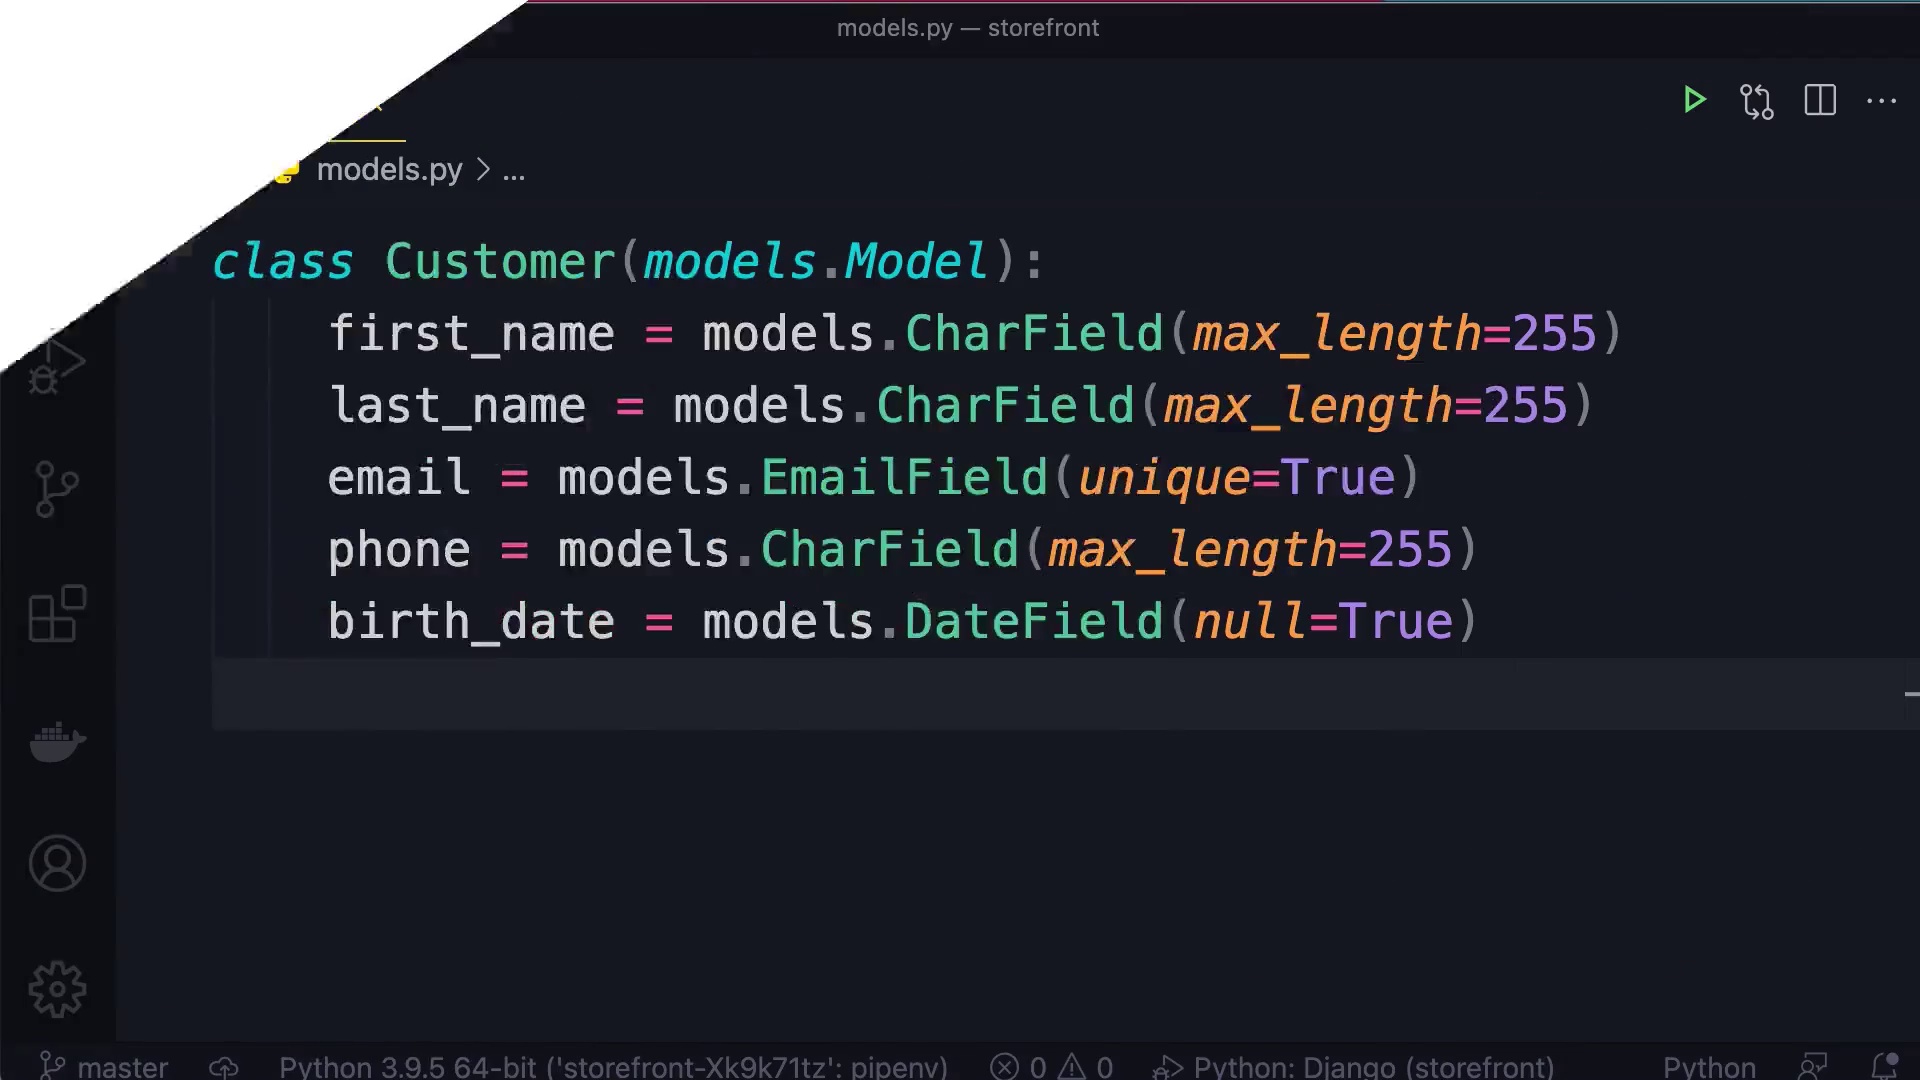 models.py — storefront
models.py > ...
class Customer(models.Model):
    first_name = models.CharField(max_length=255)
    last_name = models.CharField(max_length=255)
    email = models.EmailField(unique=True)
    phone = models.CharField(max_length=255)
    birth_date = models.DateField(null=True)
master Python 3.9.5 64-bit ('storefront-Xk9k71tz': pipenv) 0 0 Python: Django (storefront) Python